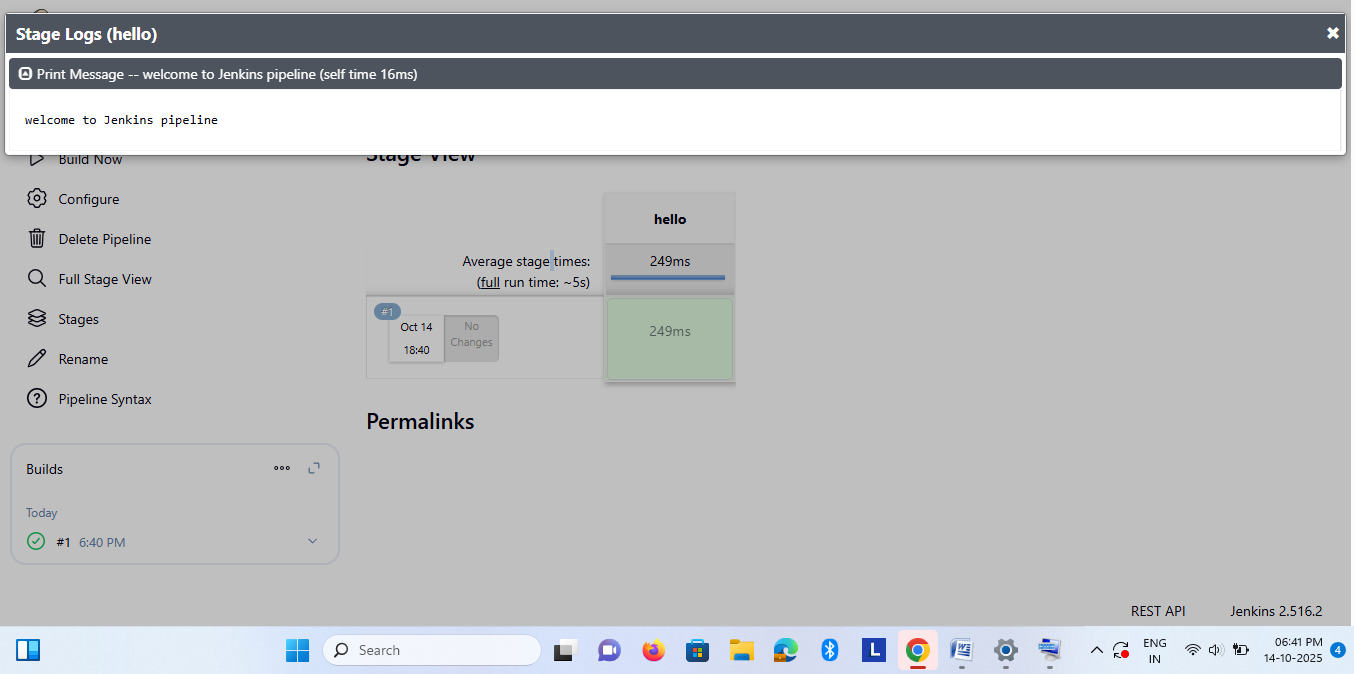 Stage Logs (hello)
Print Message -- welcome to Jenkins pipeline (self time 16ms)
welcome to Jenkins pipeline
Build Now
Configure
Delete Pipeline
Full Stage View
Stages
Rename
Pipeline Syntax
Builds
Today
#1 6:40 PM
Stage View
hello
Average stage times:
(full run time: ~5s)
249ms
#1
Oct 14
18:40
No
Changes
249ms
Permalinks
REST API
Jenkins 2.516.2
Search
L
ENG
IN
06:41 PM
14-10-2025
4